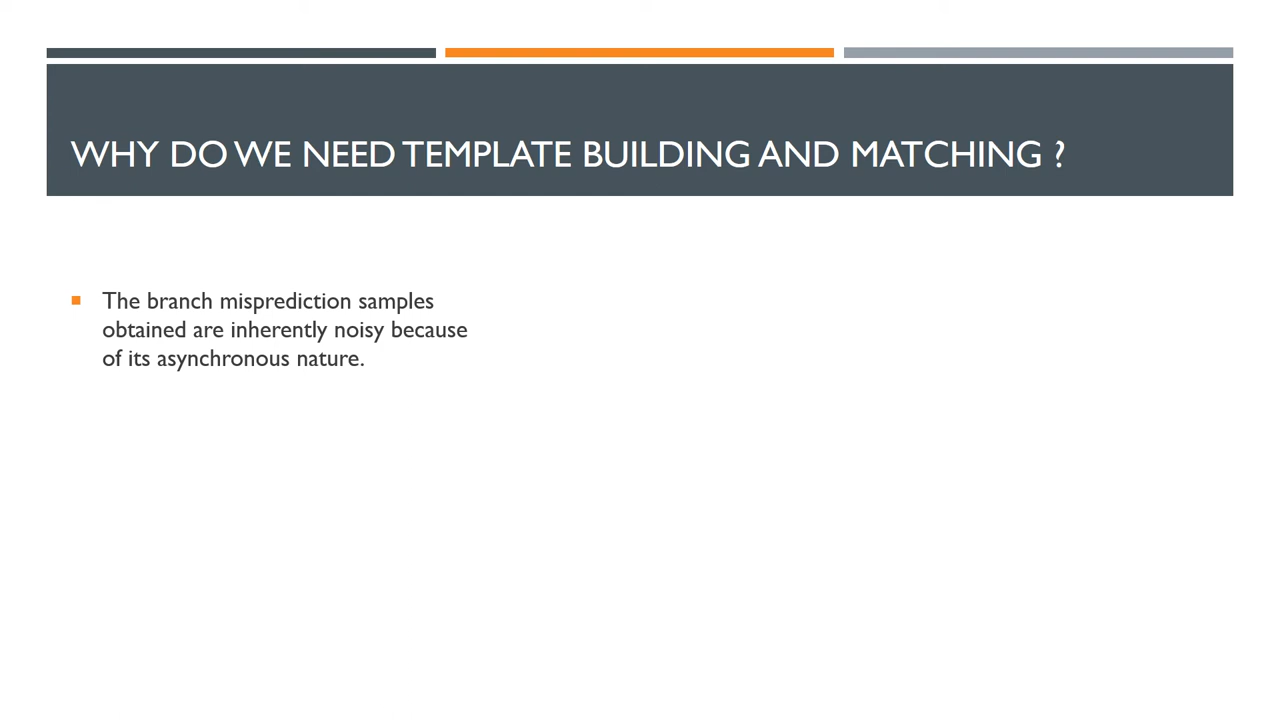 WHY DO WE NEED TEMPLATE BUILDING AND MATCHING ?
The branch misprediction samples
obtained are inherently noisy because
of its asynchronous nature.